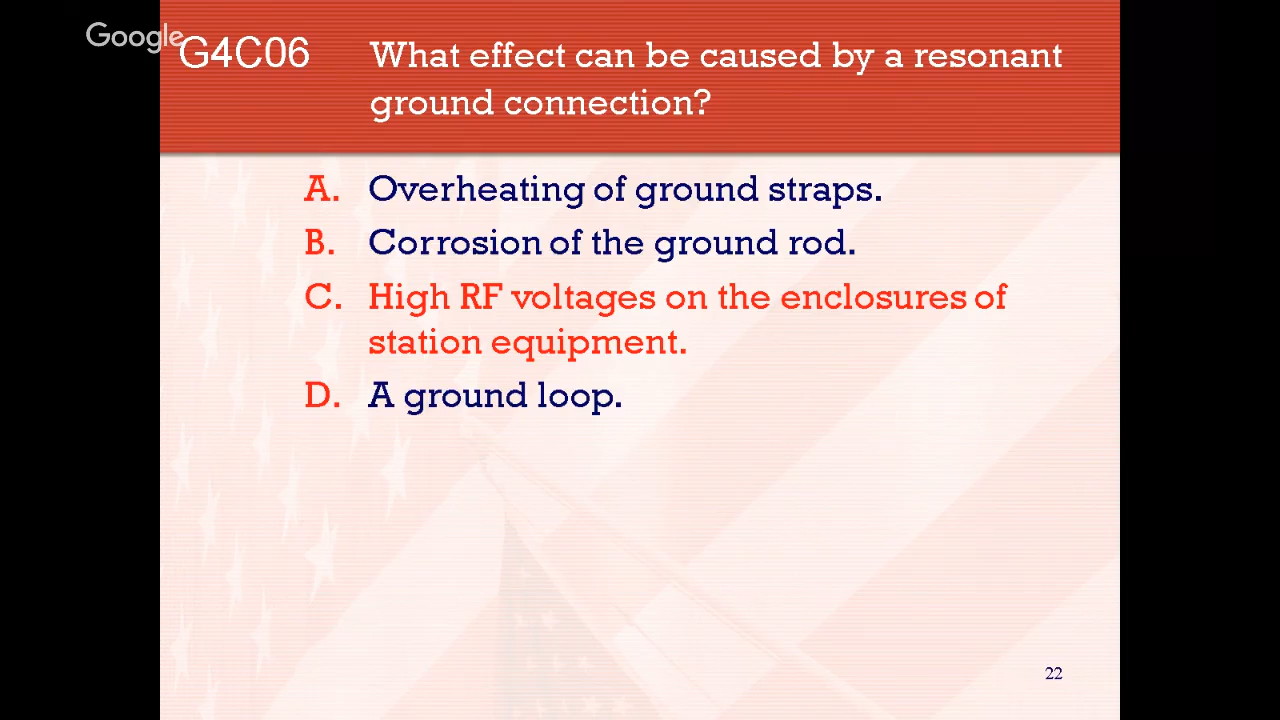 Google
G4C06 What effect can be caused by a resonant
ground connection?
A. Overheating of ground straps.
B. Corrosion of the ground rod.
C. High RF voltages on the enclosures of
station equipment.
D. A ground loop.
22